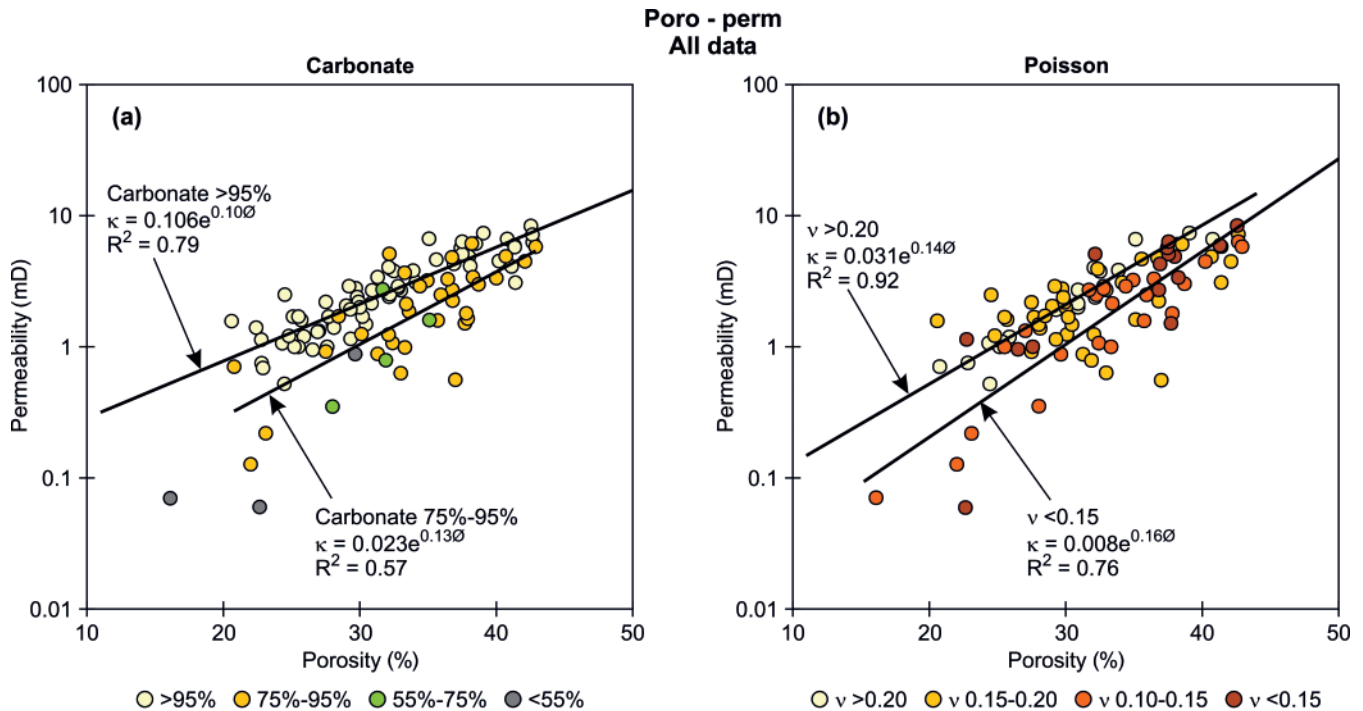 Poro - perm
All data
Carbonate
(a)
Permeability (mD)
100
10
1
0.1
0.01
Carbonate >95%
κ = 0.106e^0.10Ø
R² = 0.79
Carbonate 75%-95%
κ = 0.023e^0.13Ø
R² = 0.57
10 20 30 40 50
Porosity (%)
>95% 75%-95% 55%-75% <55%
Poisson
(b)
Permeability (mD)
100
10
1
0.1
0.01
ν >0.20
κ = 0.031e^0.14Ø
R² = 0.92
ν <0.15
κ = 0.008e^0.16Ø
R² = 0.76
10 20 30 40 50
Porosity (%)
ν >0.20 ν 0.15-0.20 ν 0.10-0.15 ν <0.15